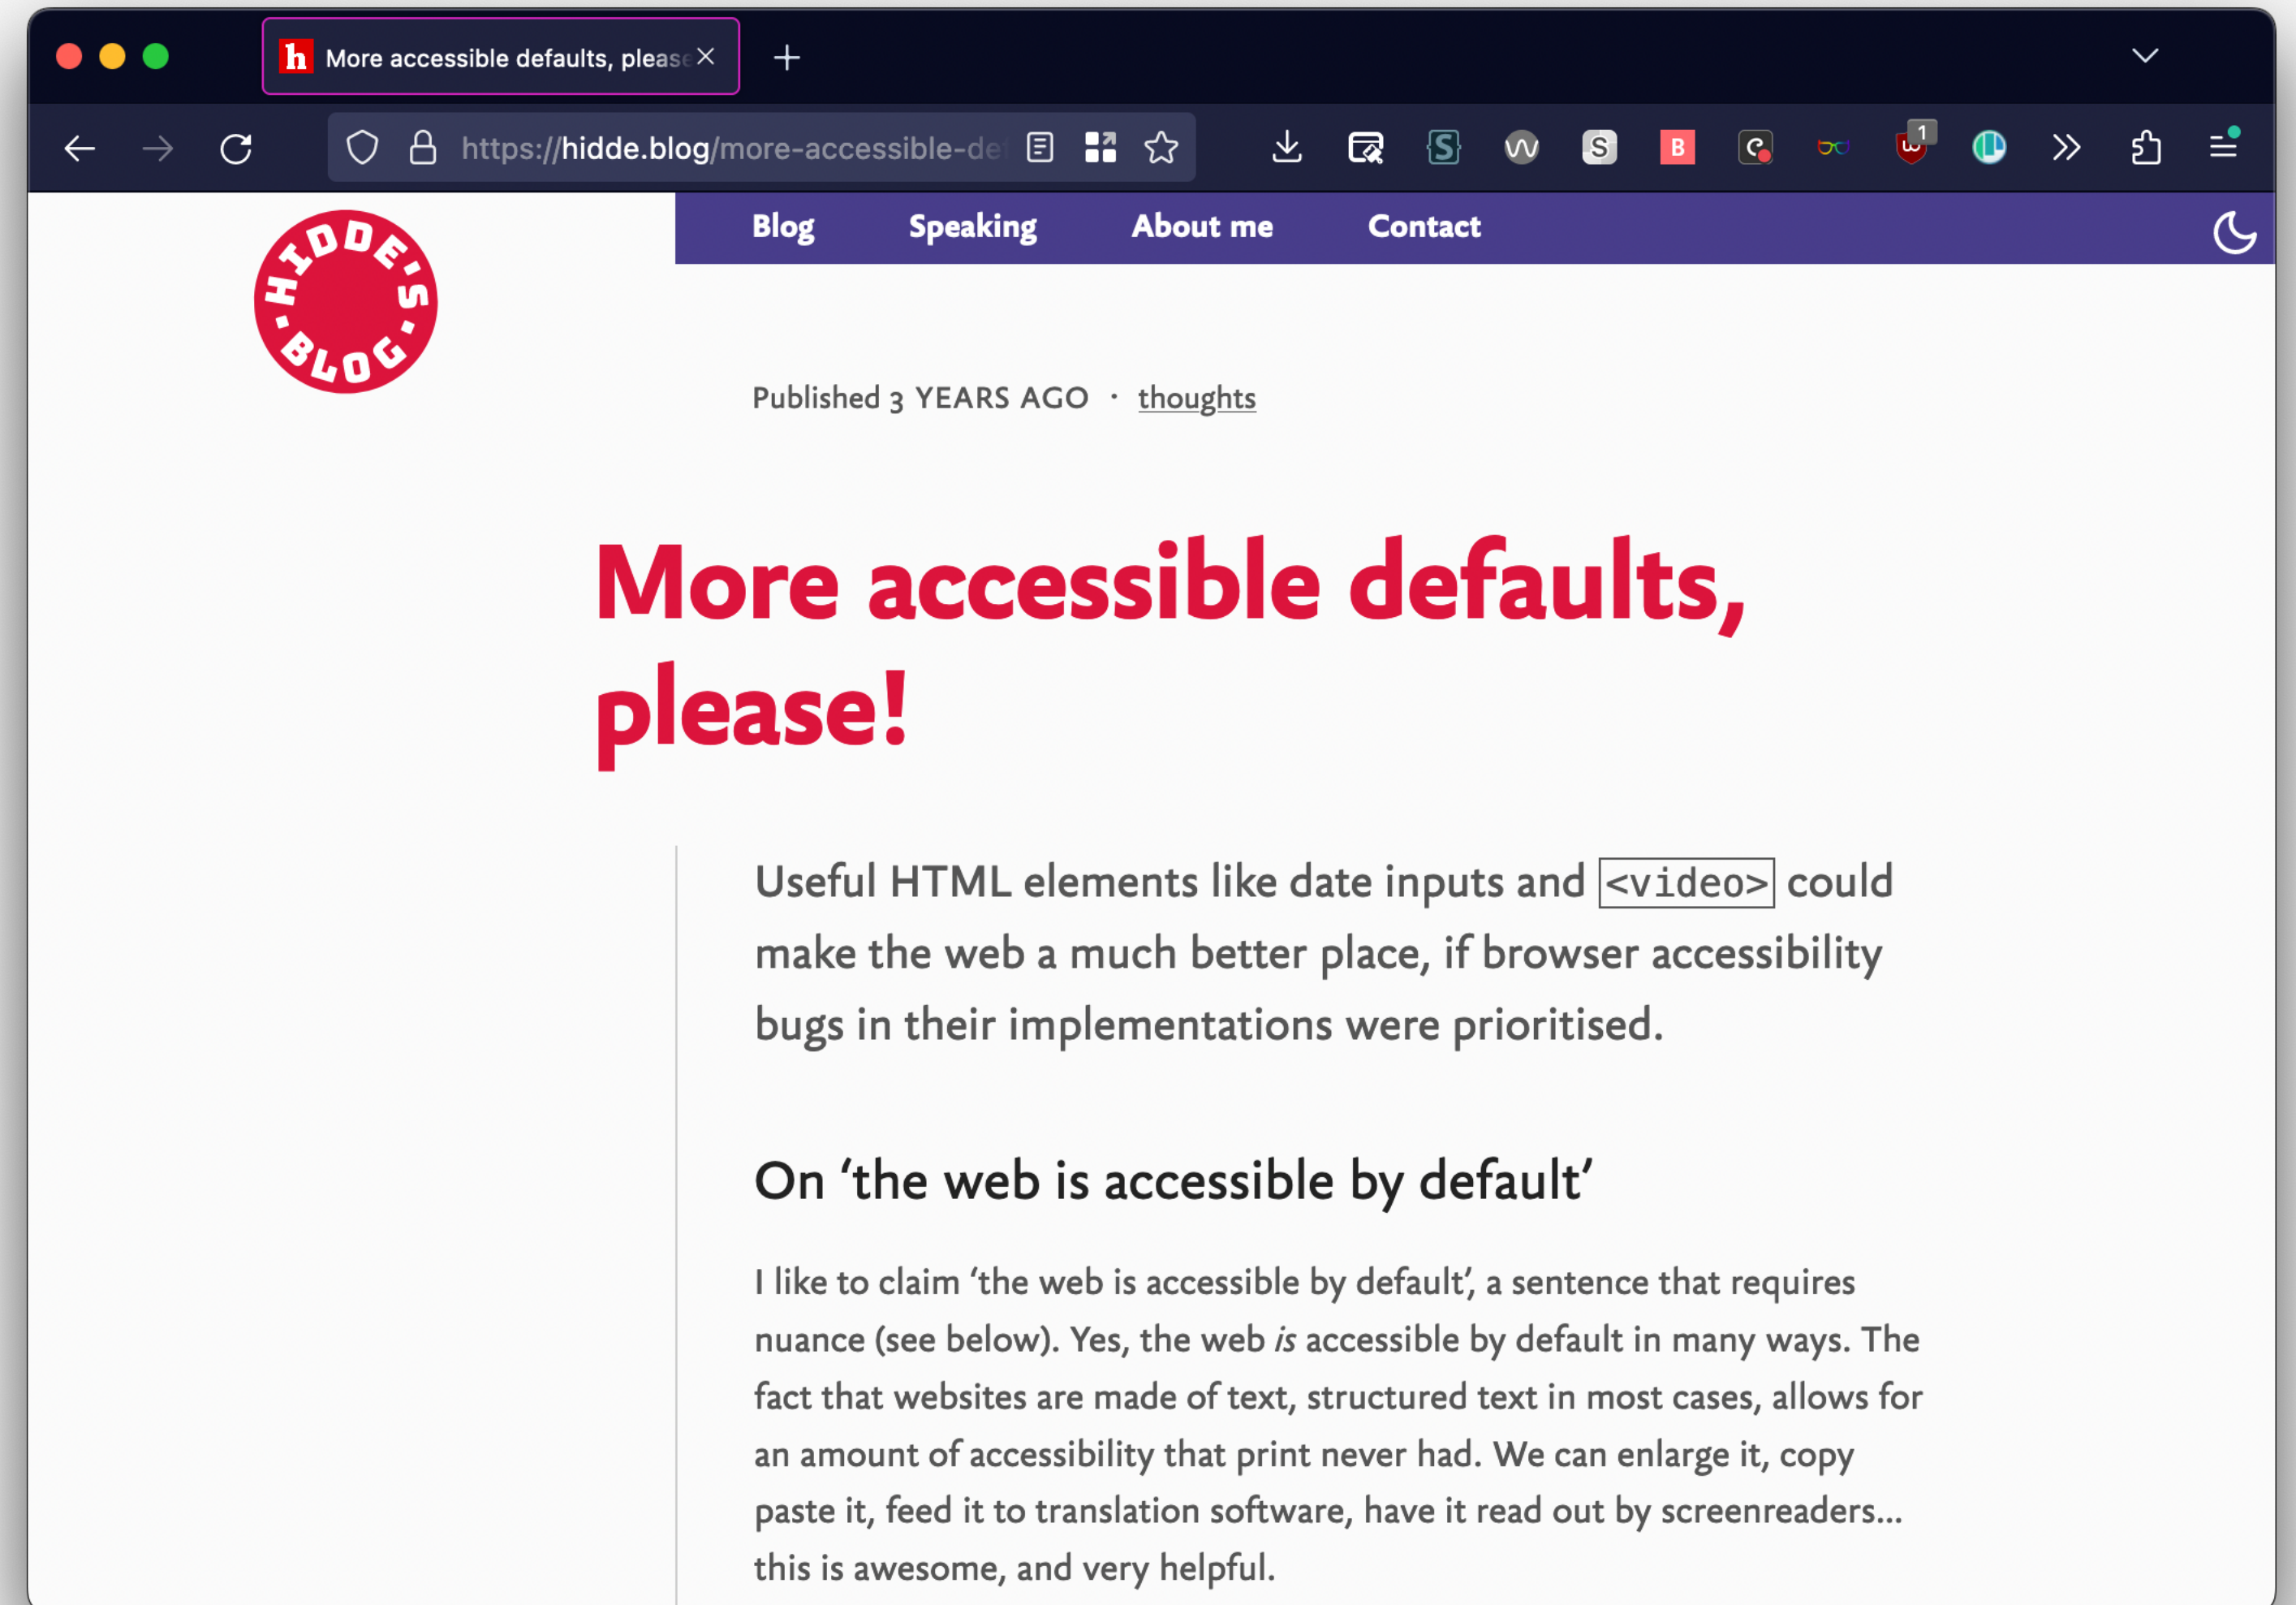 More accessible defaults, please
https://hidde.blog/more-accessible-de
1
Blog Speaking About me Contact
HIDDE'S BLOG
Published 3 YEARS AGO · thoughts
More accessible defaults,
please!
Useful HTML elements like date inputs and <video> could
make the web a much better place, if browser accessibility
bugs in their implementations were prioritised.
On ‘the web is accessible by default’
I like to claim ‘the web is accessible by default’, a sentence that requires
nuance (see below). Yes, the web is accessible by default in many ways. The
fact that websites are made of text, structured text in most cases, allows for
an amount of accessibility that print never had. We can enlarge it, copy
paste it, feed it to translation software, have it read out by screenreaders…
this is awesome, and very helpful.